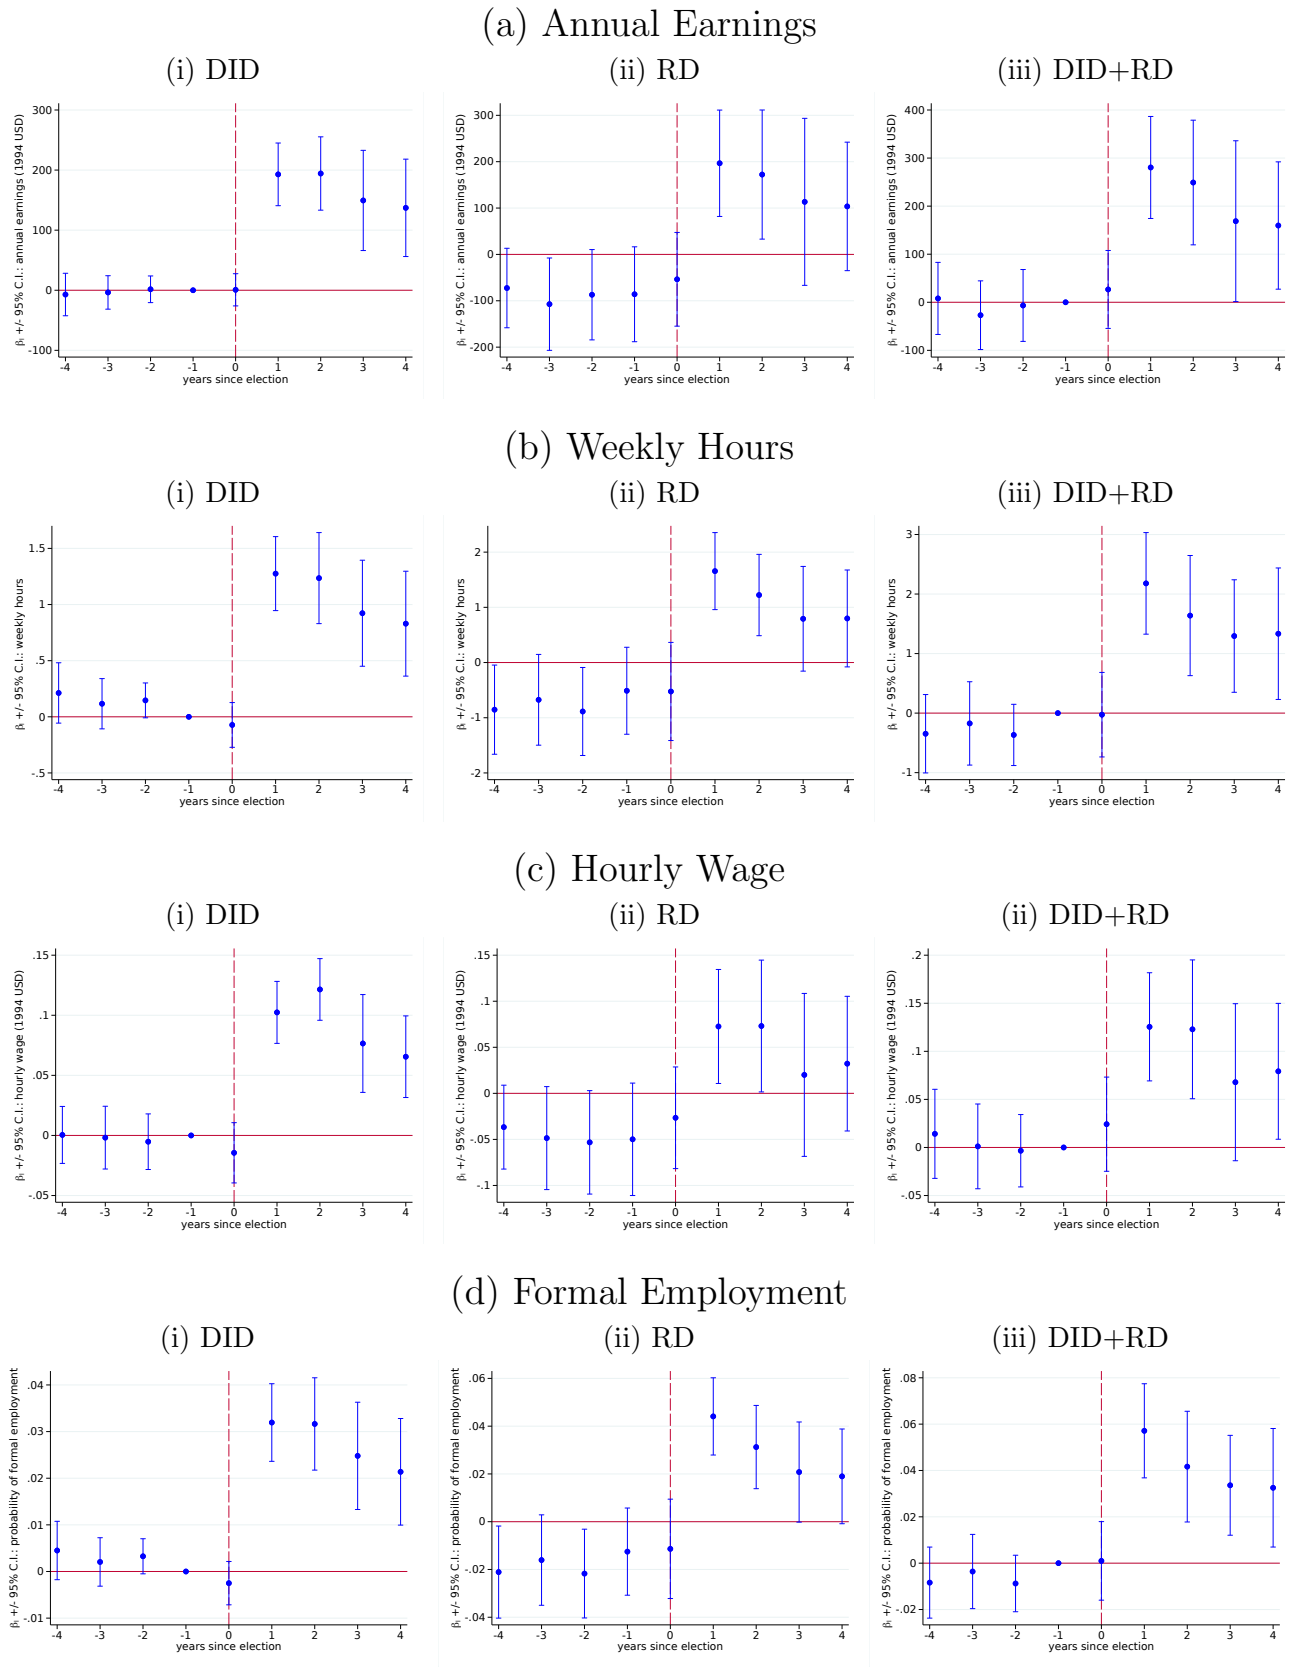 (a) Annual Earnings
(i) DID
(ii) RD
(iii) DID+RD
βᵢ +/- 95% C.I.: annual earnings (1994 USD)
300
200
100
0
-100
-4 -3 -2 -1 0 1 2 3 4
years since election
βᵢ +/- 95% C.I.: annual earnings (1994 USD)
300
200
100
0
-100
-200
-4 -3 -2 -1 0 1 2 3 4
years since election
βᵢ +/- 95% C.I.: annual earnings (1994 USD)
400
300
200
100
0
-100
-4 -3 -2 -1 0 1 2 3 4
years since election
(b) Weekly Hours
(i) DID
(ii) RD
(iii) DID+RD
βᵢ +/- 95% C.I.: weekly hours
1.5
1
.5
0
-.5
-4 -3 -2 -1 0 1 2 3 4
years since election
βᵢ +/- 95% C.I.: weekly hours
2
1
0
-1
-2
-4 -3 -2 -1 0 1 2 3 4
years since election
βᵢ +/- 95% C.I.: weekly hours
3
2
1
0
-1
-4 -3 -2 -1 0 1 2 3 4
years since election
(c) Hourly Wage
(i) DID
(ii) RD
(ii) DID+RD
βᵢ +/- 95% C.I.: hourly wage (1994 USD)
.15
.1
.05
0
-.05
-4 -3 -2 -1 0 1 2 3 4
years since election
βᵢ +/- 95% C.I.: hourly wage (1994 USD)
.15
.1
.05
0
-.05
-.1
-4 -3 -2 -1 0 1 2 3 4
years since election
βᵢ +/- 95% C.I.: hourly wage (1994 USD)
.2
.15
.1
.05
0
-.05
-4 -3 -2 -1 0 1 2 3 4
years since election
(d) Formal Employment
(i) DID
(ii) RD
(iii) DID+RD
βᵢ +/- 95% C.I.: probability of formal employment
.04
.03
.02
.01
0
-.01
-4 -3 -2 -1 0 1 2 3 4
years since election
βᵢ +/- 95% C.I.: probability of formal employment
.06
.04
.02
0
-.02
-.04
-4 -3 -2 -1 0 1 2 3 4
years since election
βᵢ +/- 95% C.I.: probability of formal employment
.08
.06
.04
.02
0
-.02
-4 -3 -2 -1 0 1 2 3 4
years since election